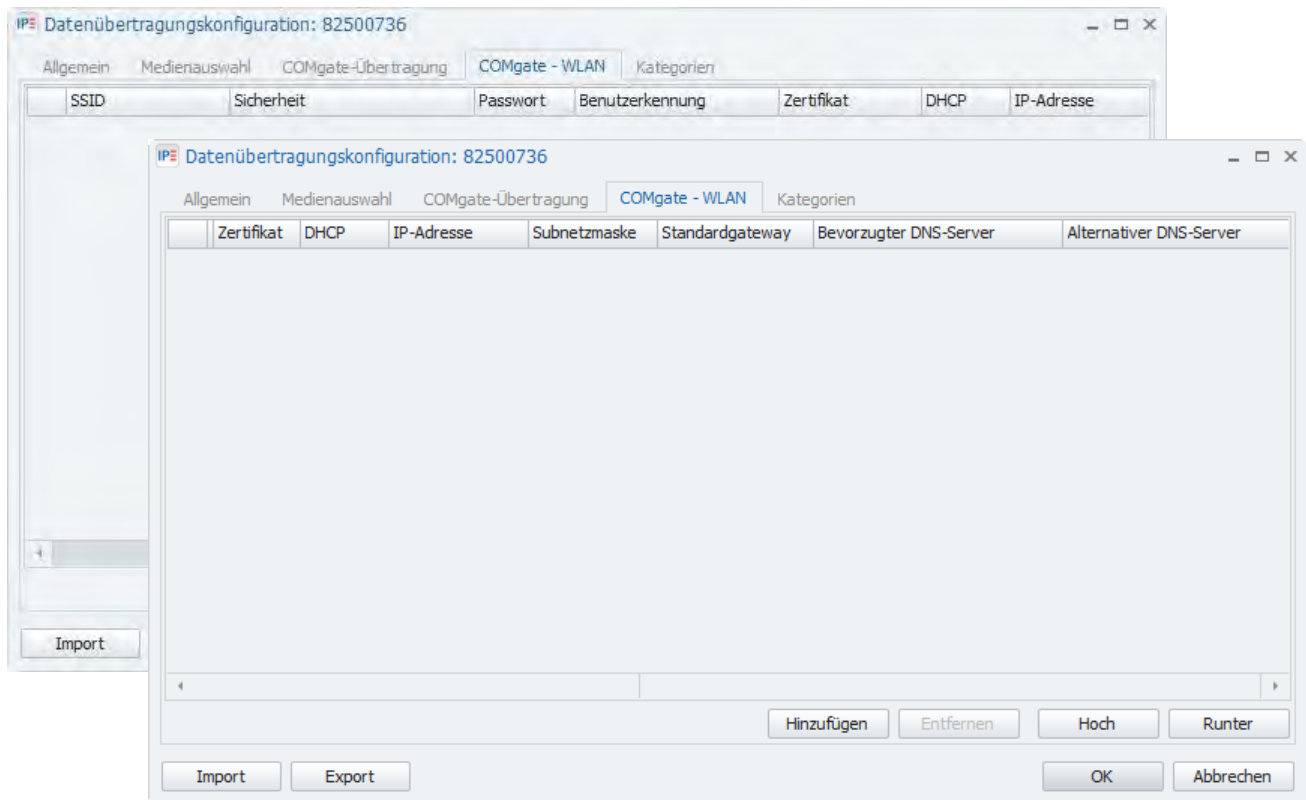 IPE Datenübertragungskonfiguration: 82500736
Allgemein Medienauswahl COMgate-Übertragung COMgate - WLAN Kategorien
SSID Sicherheit Passwort Benutzerkennung Zertifikat DHCP IP-Adresse
IPE Datenübertragungskonfiguration: 82500736
Allgemein Medienauswahl COMgate-Übertragung COMgate - WLAN Kategorien
Zertifikat DHCP IP-Adresse Subnetzmaske Standardgateway Bevorzugter DNS-Server Alternativer DNS-Server
Import
Hinzufügen Entfernen Hoch Runter
Import Export OK Abbrechen